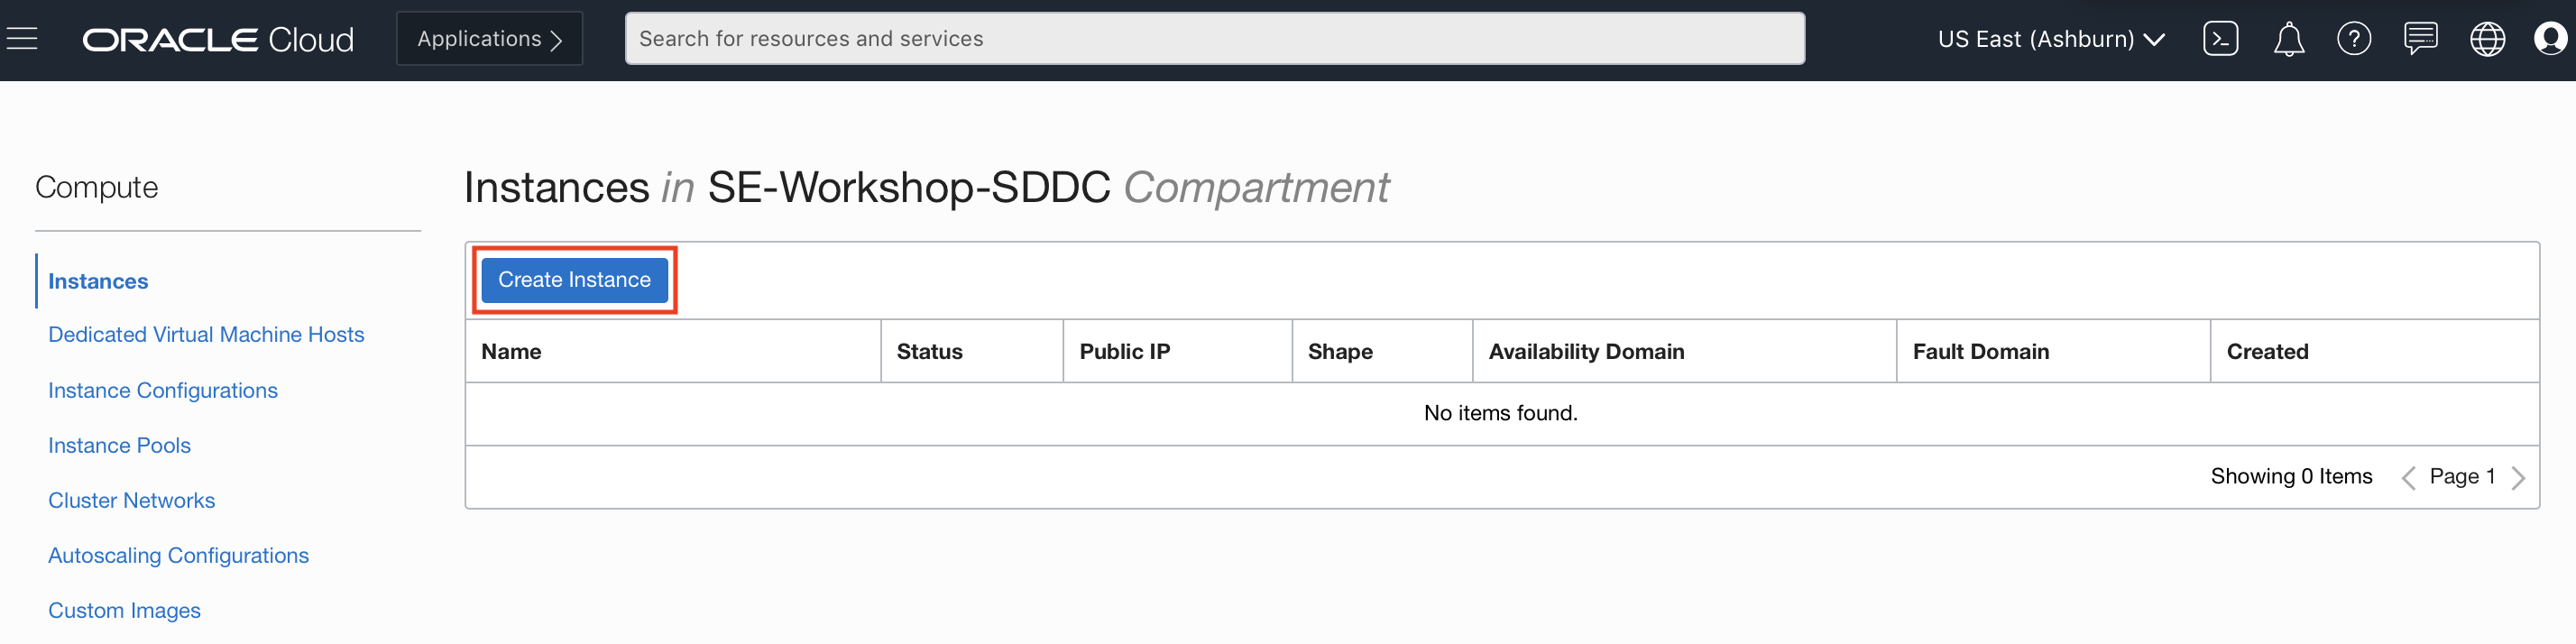 ORACLE Cloud Applications Search for resources and services US East (Ashburn)
Compute
Instances
Dedicated Virtual Machine Hosts
Instance Configurations
Instance Pools
Cluster Networks
Autoscaling Configurations
Custom Images
Instances in SE-Workshop-SDDC Compartment
Create Instance
Name Status Public IP Shape Availability Domain Fault Domain Created
No items found.
Showing 0 Items < Page 1 >